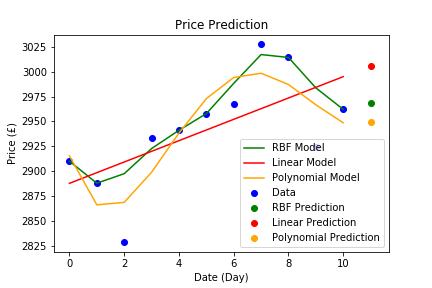 Price Prediction
Price (£)
3025
3000
2975
2950
2925
2900
2875
2850
2825
RBF Model
Linear Model
Polynomial Model
Data
RBF Prediction
Linear Prediction
Polynomial Prediction
0 2 4 6 8 10
Date (Day)